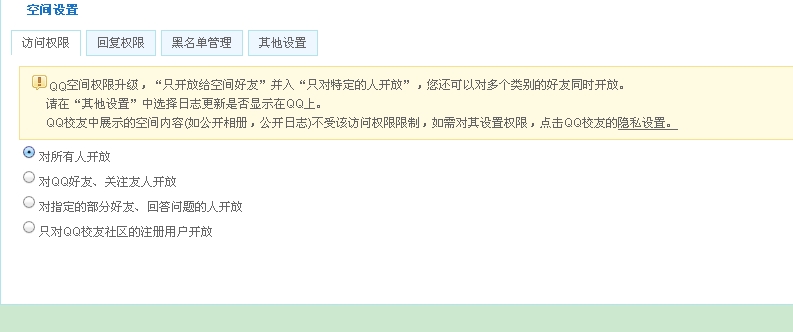 空间设置
访问权限 回复权限 黑名单管理 其他设置
QQ空间权限升级，“只开放给空间好友”并入“只对特定的人开放”，您还可以对多个类别的好友同时开放。
请在“其他设置”中选择日志更新是否显示在QQ上。
QQ校友中展示的空间内容(如公开相册，公开日志)不受该访问权限限制，如需对其设置权限，点击QQ校友的隐私设置。
对所有人开放
对QQ好友、关注友人开放
对指定的部分好友、回答问题的人开放
只对QQ校友社区的注册用户开放